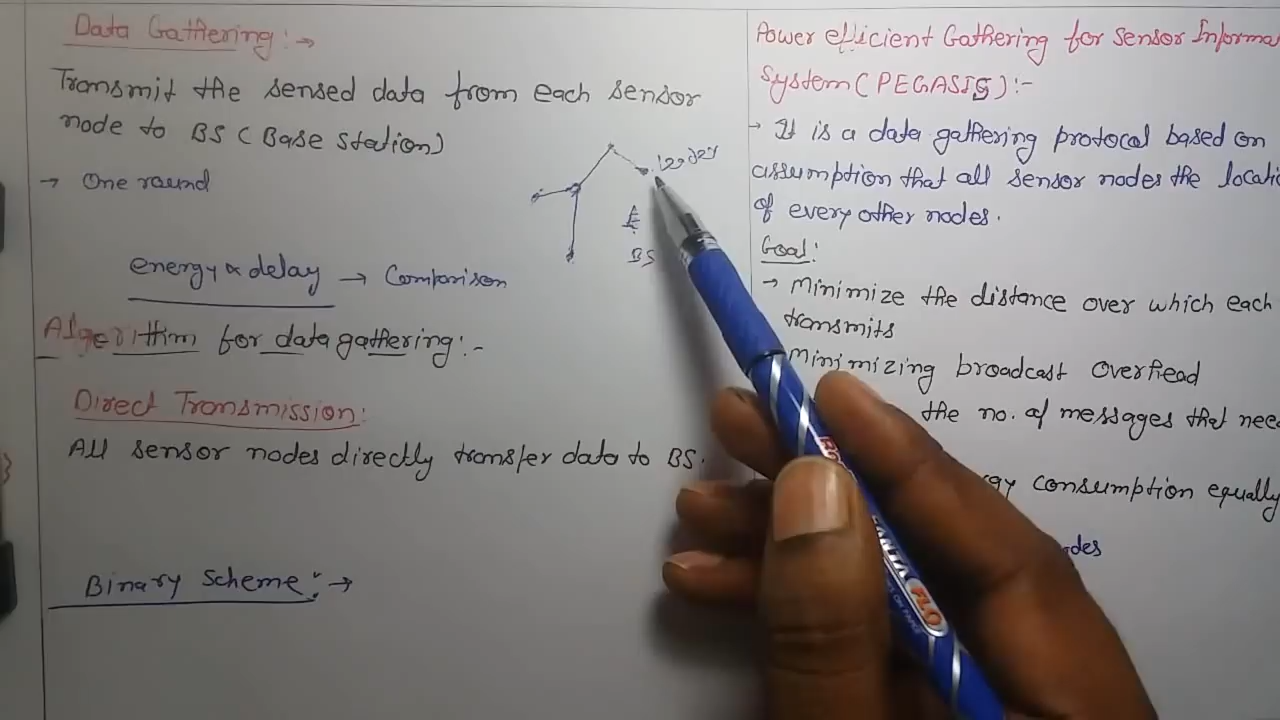 Data Gathering :→
Transmit the sensed data from each sensor
node to BS (Base station)
→ One round
BS
energy & delay → Comparison
Algorithm for data gathering :-
Direct Transmission:
All sensor nodes directly transfer data to BS.
Binary Scheme :→
Power efficient Gathering for Sensor Informa
System (PEGASIS) :-
→ It is a data gathering protocol based on
assumption that all sensor nodes the locati
of every other nodes.
Goal:
→ Minimize the distance over which each
transmits
Minimizing broadcast overhead
the no. of messages that need
gy consumption equally
odes
FLO